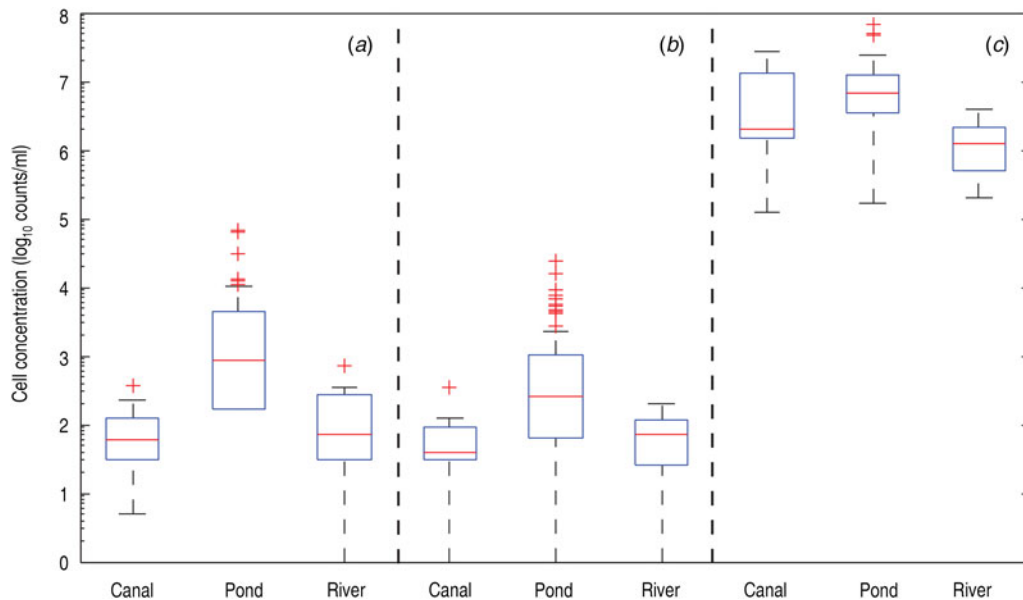 8
(a)
(b)
(c)
7
6
5
4
3
2
1
0
Cell concentration (log10 counts/ml)
Canal Pond River Canal Pond River Canal Pond River